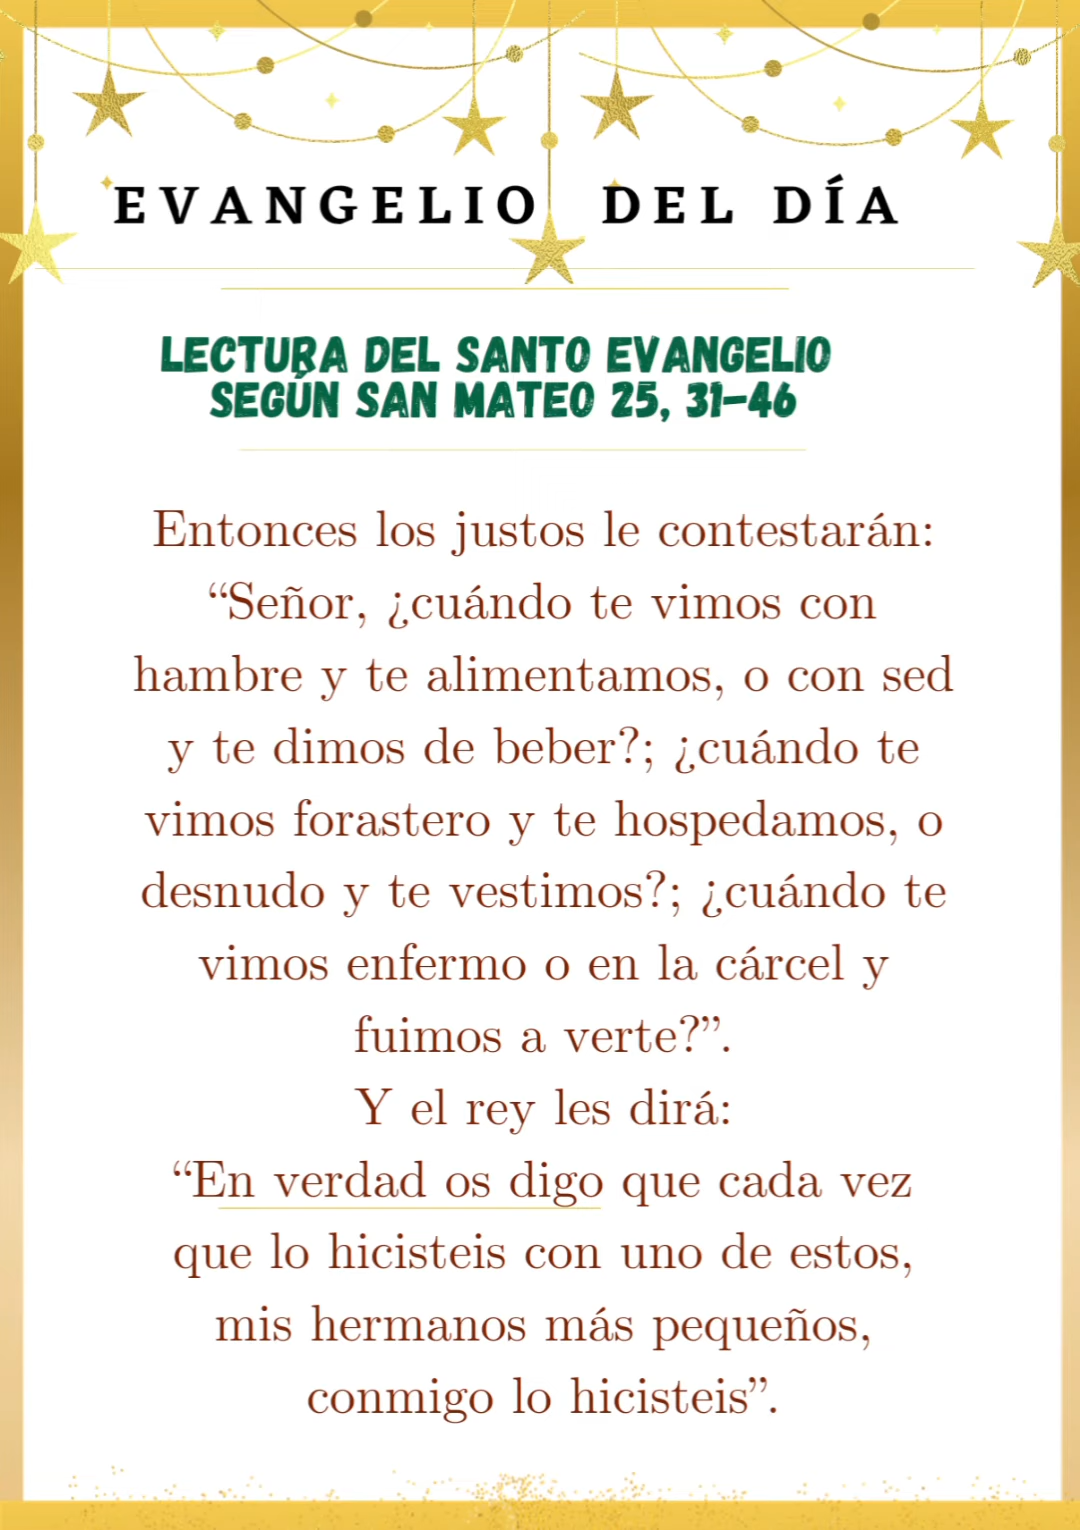 EVANGELIO DEL DÍA
LECTURA DEL SANTO EVANGELIO
SEGÚN SAN MATEO 25, 31-46
Entonces los justos le contestarán:
“Señor, ¿cuándo te vimos con
hambre y te alimentamos, o con sed
y te dimos de beber?; ¿cuándo te
vimos forastero y te hospedamos, o
desnudo y te vestimos?; ¿cuándo te
vimos enfermo o en la cárcel y
fuimos a verte?”.
Y el rey les dirá:
“En verdad os digo que cada vez
que lo hicisteis con uno de estos,
mis hermanos más pequeños,
conmigo lo hicisteis”.